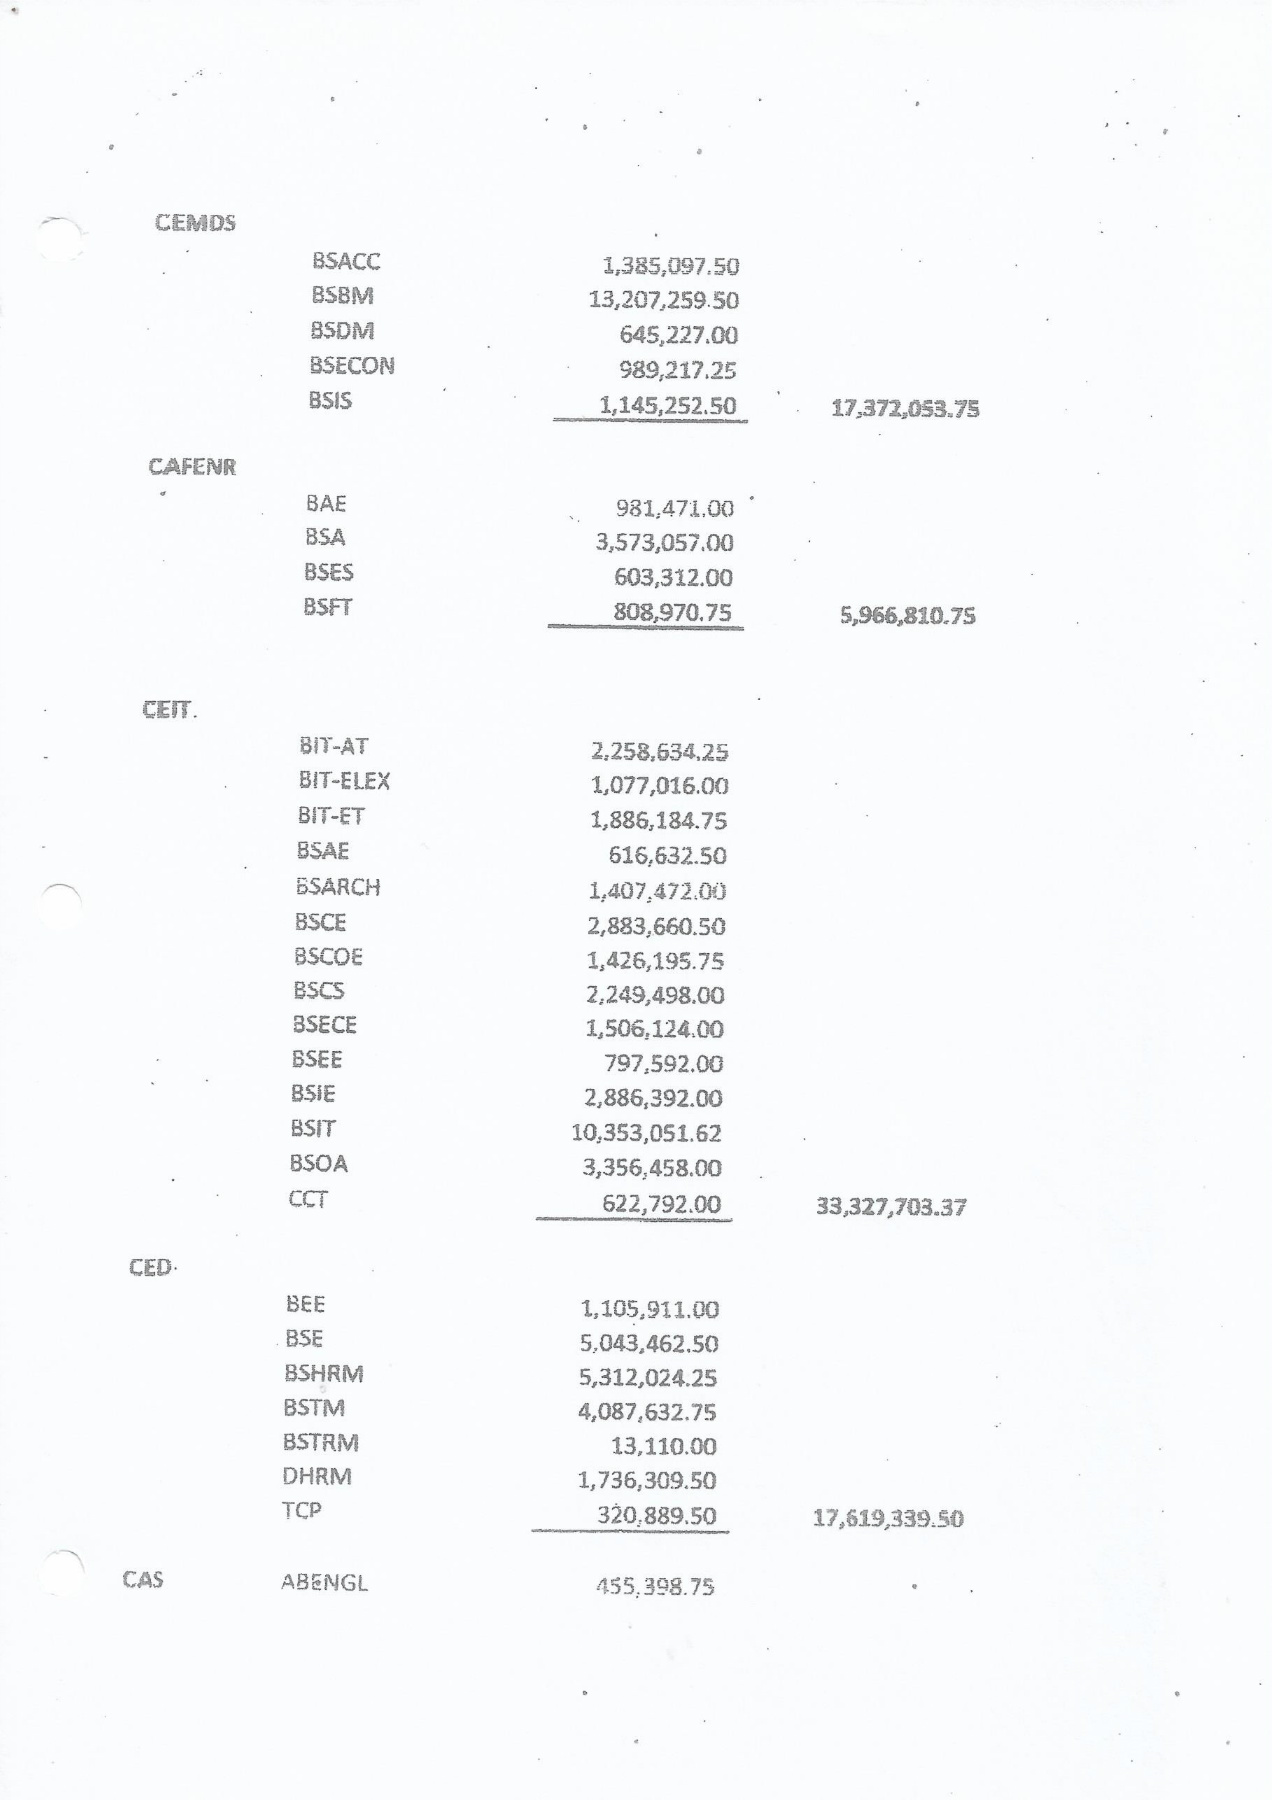 CEMDS
BSACC 1,385,097.50
BSBM 13,207,259.50
BSDM 645,227.00
BSECON 989,217.25
BSIS 1,145,252.50 17,372,053.75
CAFENR
BAE 981,471.00
BSA 3,573,057.00
BSES 603,312.00
BSFT 808,970.75 5,966,810.75
CEIT
BIT-AT 2,258,634.25
BIT-ELEX 1,077,016.00
BIT-ET 1,886,184.75
BSAE 616,632.50
BSARCH 1,407,472.00
BSCE 2,883,660.50
BSCOE 1,426,195.75
BSCS 2,249,498.00
BSECE 1,506,124.00
BSEE 797,592.00
BSIE 2,886,392.00
BSIT 10,353,051.62
BSOA 3,356,458.00
CCT 622,792.00 33,327,703.37
CED
BEE 1,105,911.00
BSE 5,043,462.50
BSHRM 5,312,024.25
BSTM 4,087,632.75
BSTRM 13,110.00
DHRM 1,736,309.50
TCP 320,889.50 17,619,339.50
CAS ABENGL 455,398.75